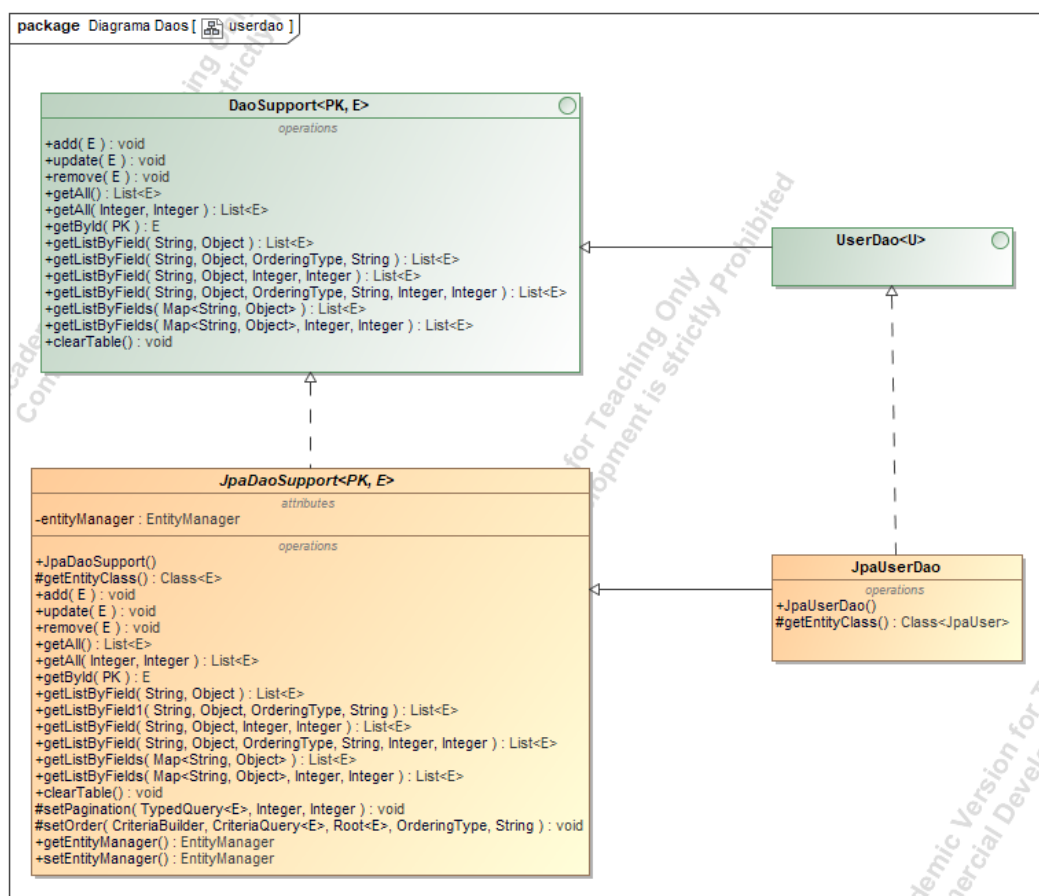 package Diagrama Daos [ userdao ]
DaoSupport<PK, E>
operations
+add( E ) : void
+update( E ) : void
+remove( E ) : void
+getAll() : List<E>
+getAll( Integer, Integer ) : List<E>
+getById( PK ) : E
+getListByField( String, Object ) : List<E>
+getListByField( String, Object, OrderingType, String ) : List<E>
+getListByField( String, Object, Integer, Integer ) : List<E>
+getListByField( String, Object, OrderingType, String, Integer, Integer ) : List<E>
+getListByFields( Map<String, Object> ) : List<E>
+getListByFields( Map<String, Object>, Integer, Integer ) : List<E>
+clearTable() : void
UserDao<U>
JpaDaoSupport<PK, E>
attributes
-entityManager : EntityManager
operations
+JpaDaoSupport()
#getEntityClass() : Class<E>
+add( E ) : void
+update( E ) : void
+remove( E ) : void
+getAll() : List<E>
+getAll( Integer, Integer ) : List<E>
+getById( PK ) : E
+getListByField( String, Object ) : List<E>
+getListByField1( String, Object, OrderingType, String ) : List<E>
+getListByField( String, Object, Integer, Integer ) : List<E>
+getListByField( String, Object, OrderingType, String, Integer, Integer ) : List<E>
+getListByFields( Map<String, Object> ) : List<E>
+getListByFields( Map<String, Object>, Integer, Integer ) : List<E>
+clearTable() : void
#setPagination( TypedQuery<E>, Integer, Integer ) : void
#setOrder( CriteriaBuilder, CriteriaQuery<E>, Root<E>, OrderingType, String ) : void
+getEntityManager() : EntityManager
+setEntityManager() : EntityManager
JpaUserDao
operations
+JpaUserDao()
#getEntityClass() : Class<JpaUser>
for Teaching Only
is strictly Prohibited
Version for